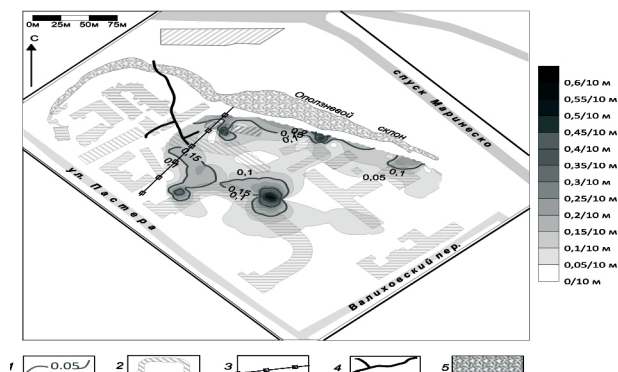 0м 25м 50м 75м
С
Оползневой склон
спуск Маринеско
ул. Пастера
Валиховский пер.
0,15
0,1
0,1
0,15
0,1
0,1
0,05
0,1
0,6/10 м
0,55/10 м
0,5/10 м
0,45/10 м
0,4/10 м
0,35/10 м
0,3/10 м
0,25/10 м
0,2/10 м
0,15/10 м
0,1/10 м
0,05/10 м
0/10 м
1 0.05 2 3 4 5